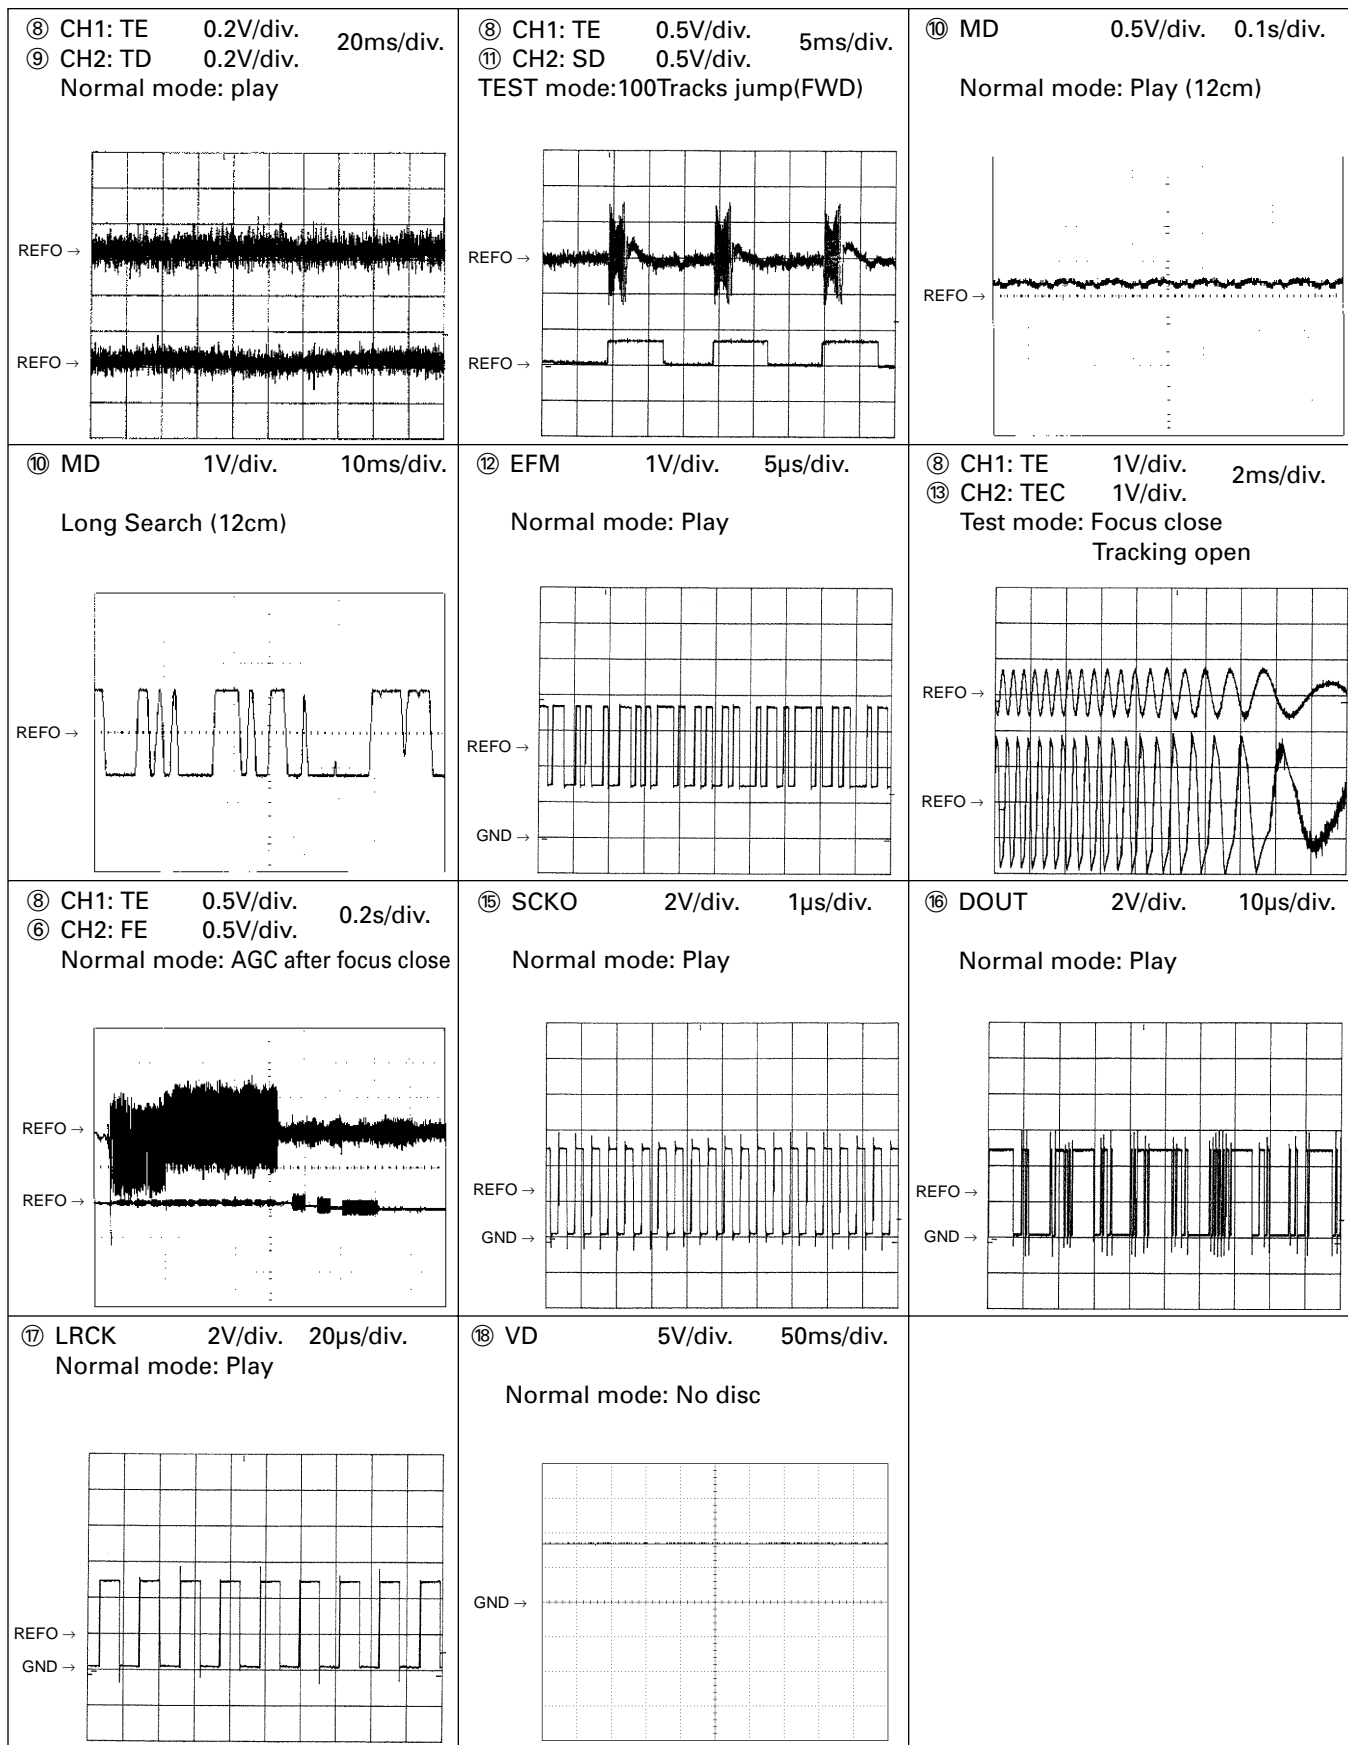 ⑧ CH1: TE 0.2V/div. 20ms/div.
⑨ CH2: TD 0.2V/div.
Normal mode: play
REFO →
REFO →
⑧ CH1: TE 0.5V/div. 5ms/div.
⑪ CH2: SD 0.5V/div.
TEST mode:100Tracks jump(FWD)
REFO →
REFO →
⑩ MD 0.5V/div. 0.1s/div.
Normal mode: Play (12cm)
REFO →
⑩ MD 1V/div. 10ms/div.
Long Search (12cm)
REFO →
⑫ EFM 1V/div. 5µs/div.
Normal mode: Play
REFO →
GND →
⑧ CH1: TE 1V/div. 2ms/div.
⑬ CH2: TEC 1V/div.
Test mode: Focus close
Tracking open
REFO →
REFO →
⑧ CH1: TE 0.5V/div. 0.2s/div.
⑥ CH2: FE 0.5V/div.
Normal mode: AGC after focus close
REFO →
REFO →
⑮ SCKO 2V/div. 1µs/div.
Normal mode: Play
REFO →
GND →
⑯ DOUT 2V/div. 10µs/div.
Normal mode: Play
REFO →
GND →
⑰ LRCK 2V/div. 20µs/div.
Normal mode: Play
REFO →
GND →
⑱ VD 5V/div. 50ms/div.
Normal mode: No disc
GND →